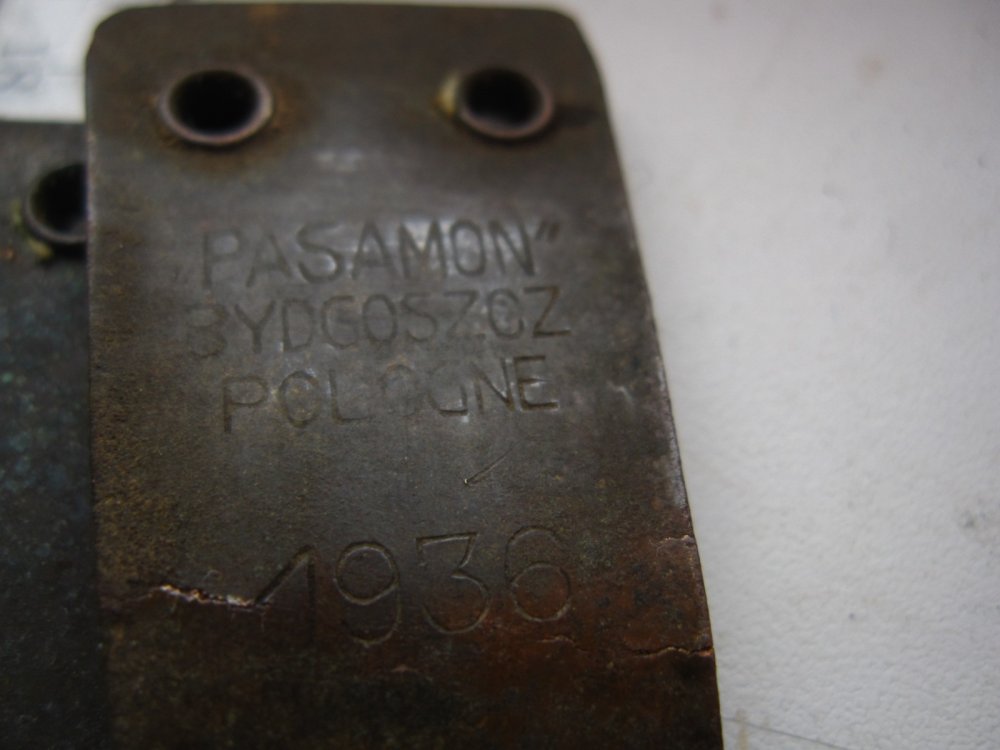 „PASAMON”
BYDGOSZCZ
POLOGNE
1936